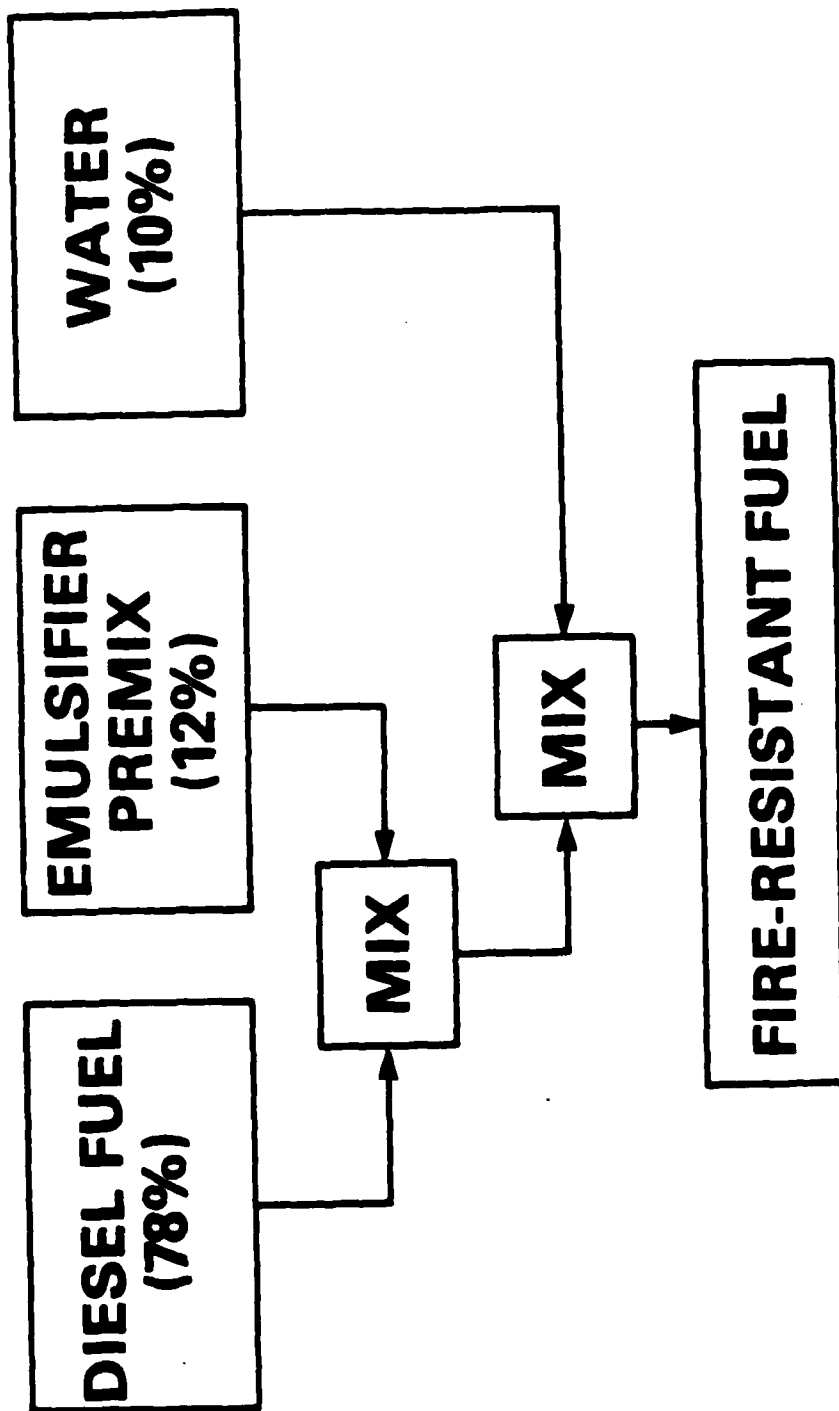 DIESEL FUEL
(78%)
EMULSIFIER
PREMIX
(12%)
WATER
(10%)
MIX
MIX
FIRE-RESISTANT FUEL